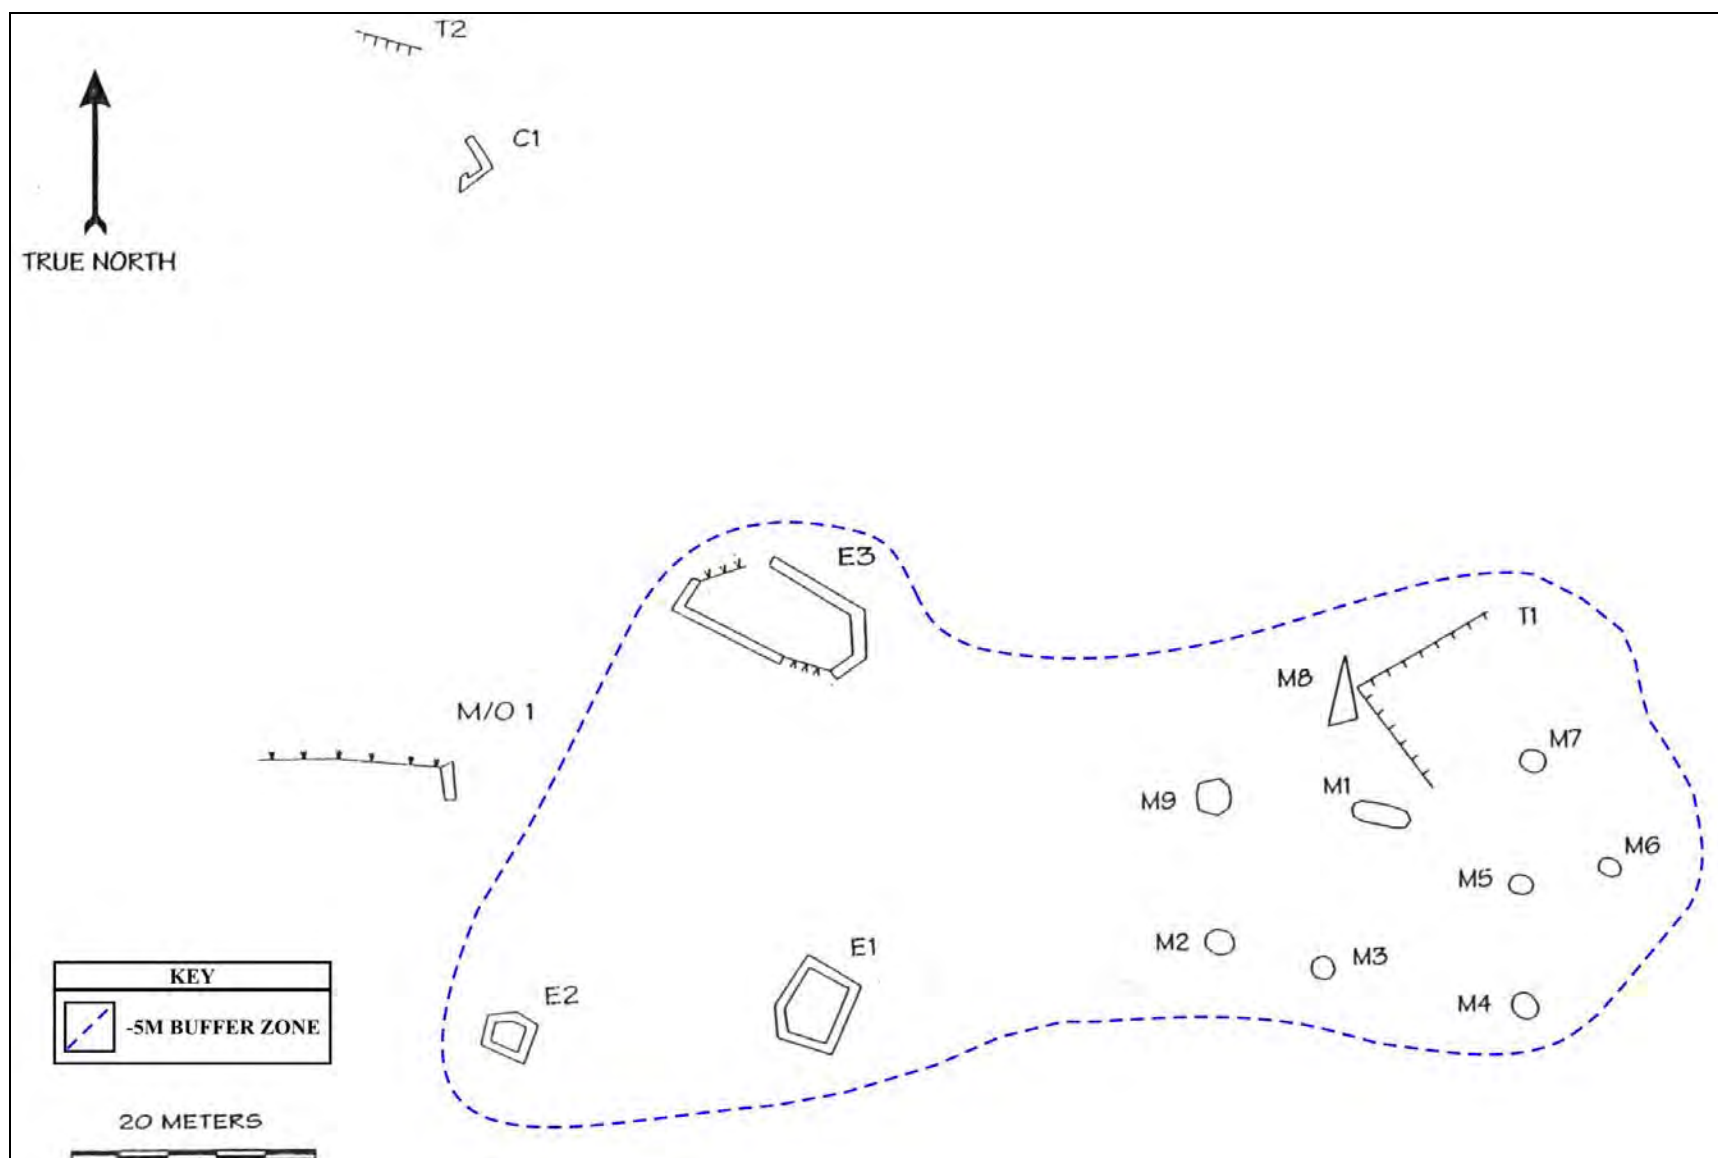 T2
C1
TRUE NORTH
E3
T1
M8
M/O 1
M7
M1
M9
M6
M5
M2
M3
E1
E2
M4
KEY
-5M BUFFER ZONE
20 METERS